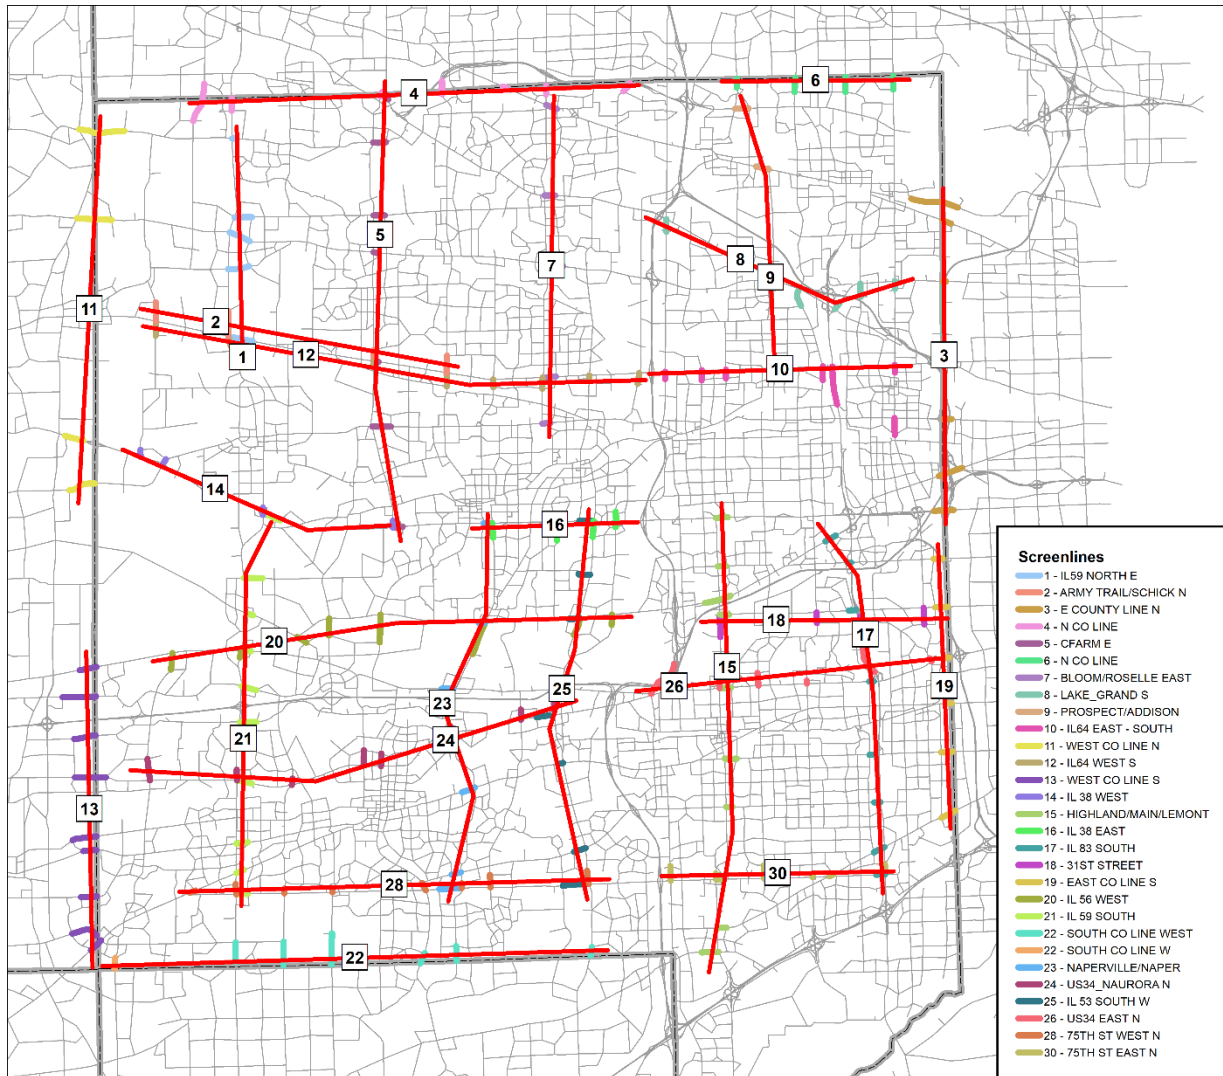 6
4
5
7
8
9
11
2
1
12
3
10
14
16
18
17
20
15
26
25
19
23
21
24
13
30
28
22
Screenlines
1 - IL59 NORTH E
2 - ARMY TRAIL/SCHICK N
3 - E COUNTY LINE N
4 - N CO LINE
5 - CFARM E
6 - N CO LINE
7 - BLOOM/ROSELLE EAST
8 - LAKE_GRAND S
9 - PROSPECT/ADDISON
10 - IL64 EAST - SOUTH
11 - WEST CO LINE N
12 - IL64 WEST S
13 - WEST CO LINE S
14 - IL 38 WEST
15 - HIGHLAND/MAIN/LEMONT
16 - IL 38 EAST
17 - IL 83 SOUTH
18 - 31ST STREET
19 - EAST CO LINE S
20 - IL 56 WEST
21 - IL 59 SOUTH
22 - SOUTH CO LINE WEST
22 - SOUTH CO LINE W
23 - NAPERVILLE/NAPER
24 - US34_NAURORA N
25 - IL 53 SOUTH W
26 - US34 EAST N
28 - 75TH ST WEST N
30 - 75TH ST EAST N